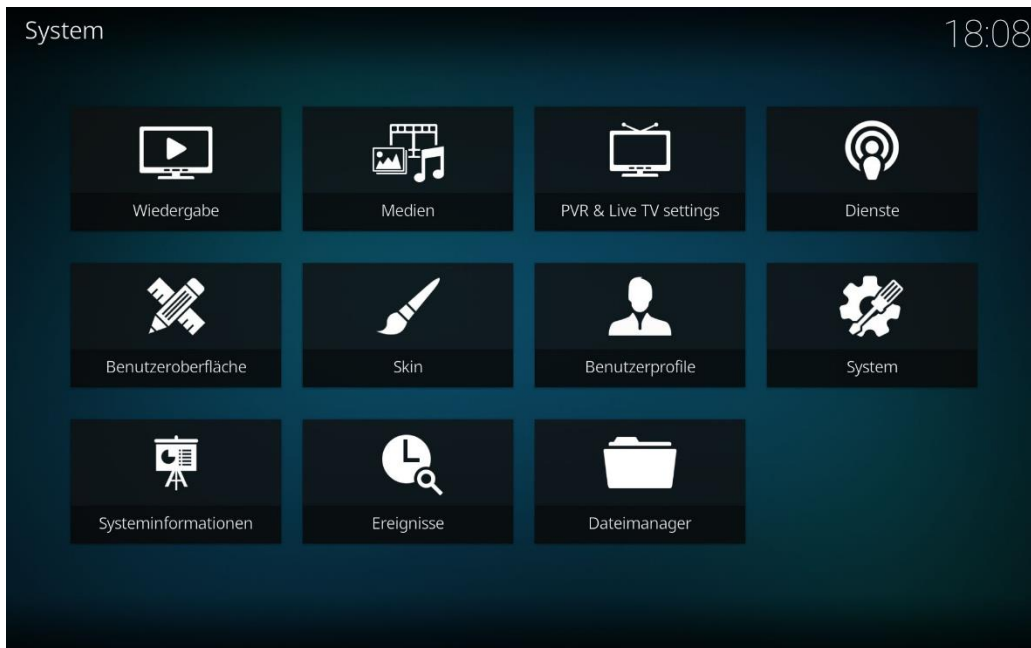 System
18:08
Wiedergabe
Medien
PVR & Live TV settings
Dienste
Benutzeroberfläche
Skin
Benutzerprofile
System
Systeminformationen
Ereignisse
Dateimanager